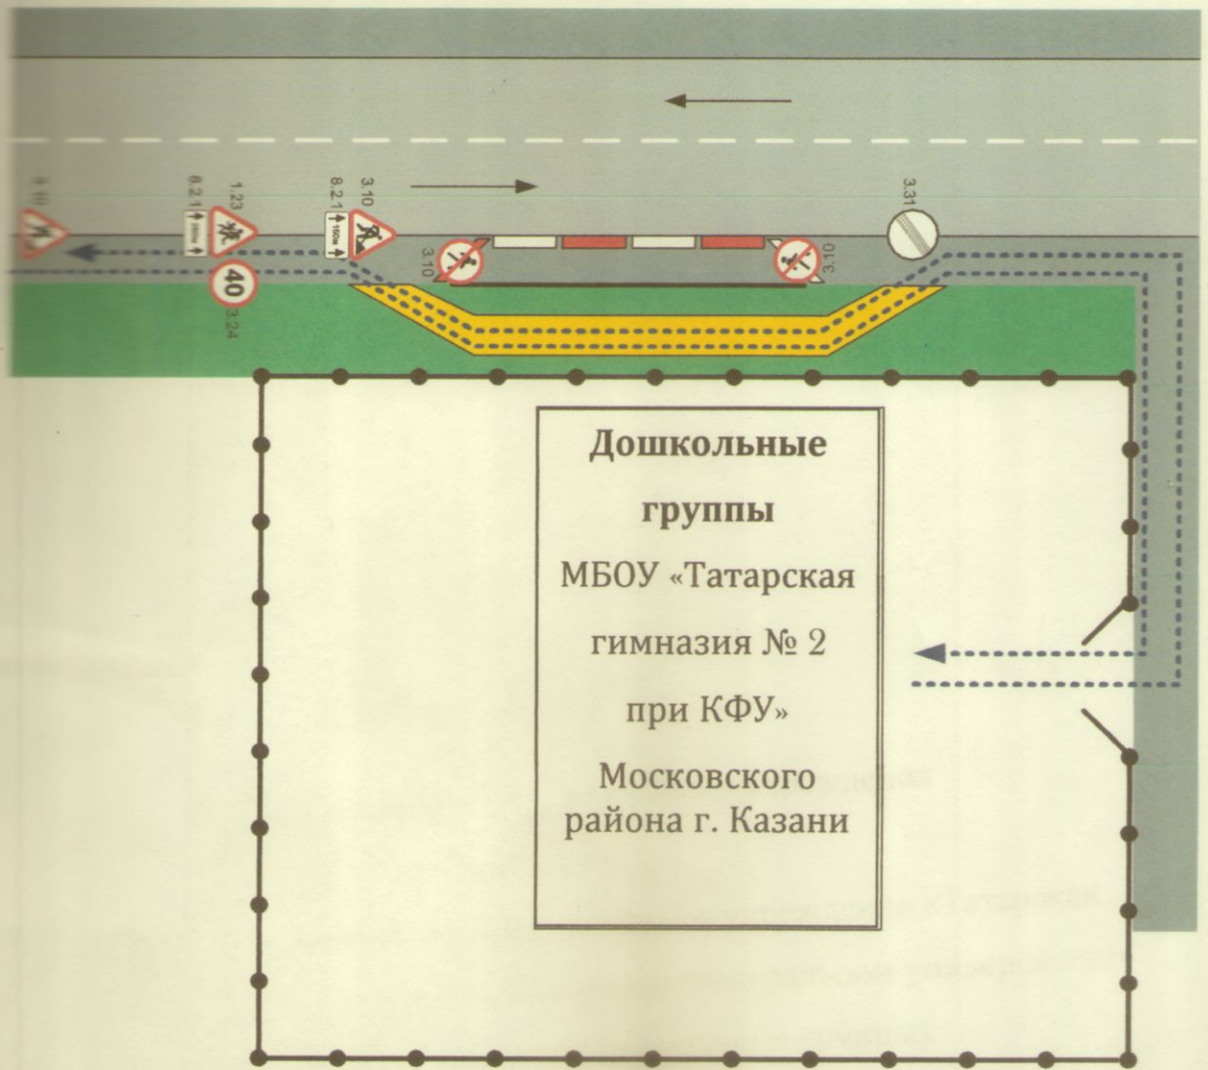 3.10
8.2.1
1.23
40
3.24
8.2.1
150м
3.10
3.10
3.10
3.31
Дошкольные
группы
МБОУ «Татарская
гимназия № 2
при КФУ»
Московского
района г. Казани